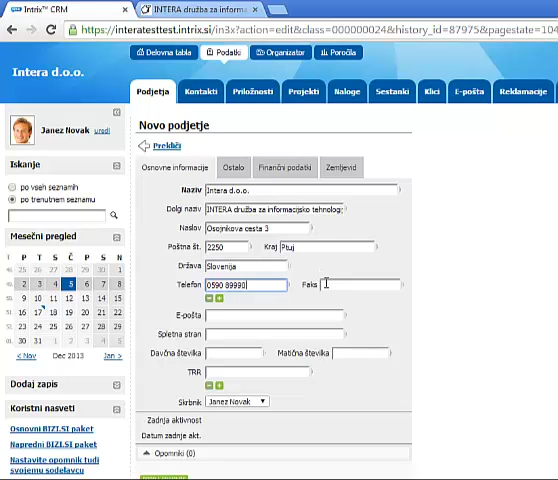 Intrix™ CRM
INTERA družba za informa
https://interatesttest.intrix.si/in3x?action=edit&class=000000024&history_id=87975&pagestate=104
Delovna tabla Podatki Organizator Poročila
Intera d.o.o.
Podjetja Kontakti Priložnosti Projekti Naloge Sestanki Klici E-pošta Reklamacije
Janez Novak uredi
Iskanje
po vseh seznamih
po trenutnem seznamu
Mesečni pregled
T P T S Č P S N
48. 25 26 27 28 29 30 1
49. 2 3 4 5 6 7 8
50. 9 10 11 12 13 14 15
51. 16 17 18 19 20 21 22
52. 23 24 25 26 27 28 29
01. 30 31 1 2 3 4 5
< Nov Dec 2013 Jan >
Dodaj zapis
Koristni nasveti
Osnovni BIZI.SI paket
Napredni BIZI.SI paket
Nastavite opomnik tudi
svojemu sodelavcu
Novo podjetje
Prekliči
Osnovne informacije Ostalo Finančni podatki Zemljevid
Naziv Intera d.o.o.
Dolgi naziv INTERA družba za informacijsko tehnolog
Naslov Osojnikova cesta 3
Poštna št. 2250 Kraj Ptuj
Država Slovenija
Telefon 0590 89990 Faks
E-pošta
Spletna stran
Davčna številka Matična številka
TRR
Skrbnik Janez Novak
Zadnja aktivnost
Datum zadnje akt.
Opomniki (0)